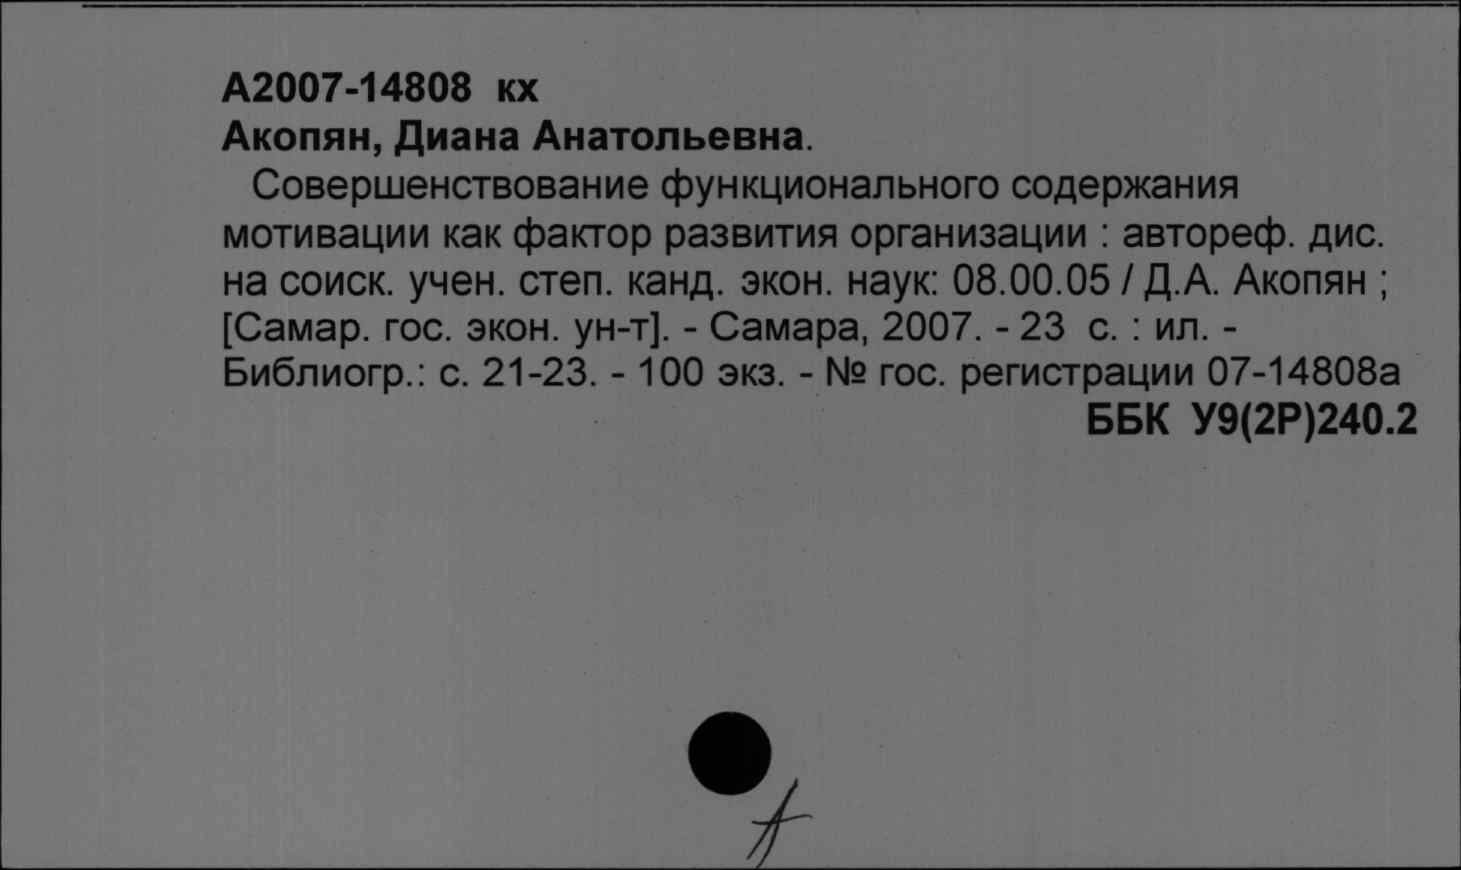 А2007-14808 кх
Акопян, Диана Анатольевна.
Совершенствование функционального содержания
мотивации как фактор развития организации : автореф. дис.
на соиск. учен. степ. канд. экон. наук: 08.00.05 / Д.А. Акопян ;
[Самар. гос. экон. ун-т]. - Самара, 2007. - 23 с. : ил. -
Библиогр.: с. 21-23. - 100 экз. - № гос. регистрации 07-14808а
ББК У9(2Р)240.2
А